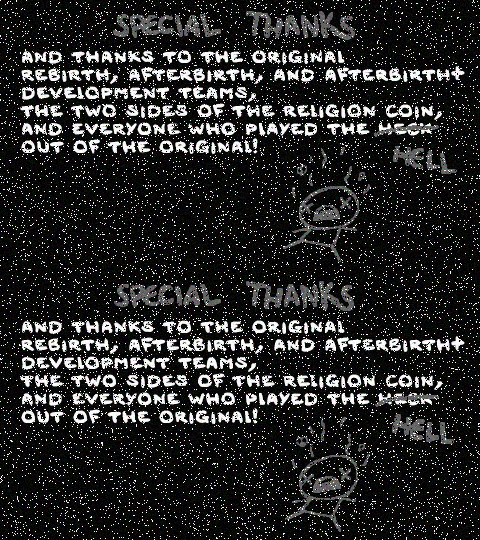 SPECIAL THANKS
AND THANKS TO THE ORIGINAL
REBIRTH, AFTERBIRTH, AND AFTERBIRTH+
DEVELOPMENT TEAMS,
THE TWO SIDES OF THE RELIGION COIN,
AND EVERYONE WHO PLAYED THE HECK
HELL
OUT OF THE ORIGINAL!
SPECIAL THANKS
AND THANKS TO THE ORIGINAL
REBIRTH, AFTERBIRTH, AND AFTERBIRTH+
DEVELOPMENT TEAMS,
THE TWO SIDES OF THE RELIGION COIN,
AND EVERYONE WHO PLAYED THE HECK
HELL
OUT OF THE ORIGINAL!